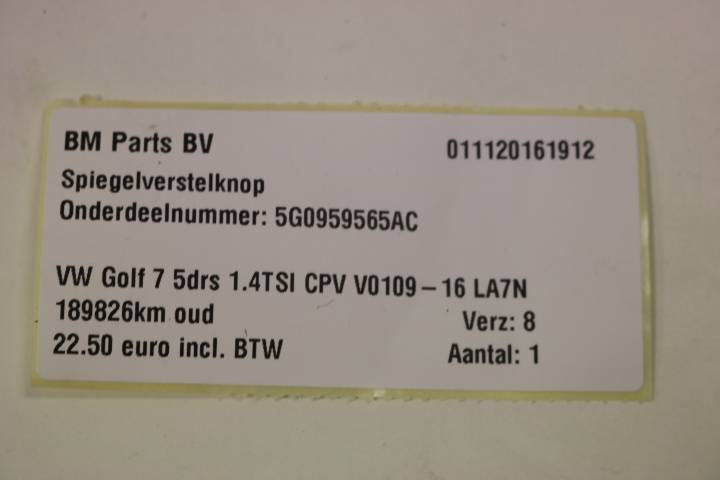 BM Parts BV 011120161912
Spiegelverstelknop
Onderdeelnummer: 5G0959565AC
VW Golf 7 5drs 1.4TSI CPV V0109-16 LA7N
189826km oud Verz: 8
22.50 euro incl. BTW Aantal: 1